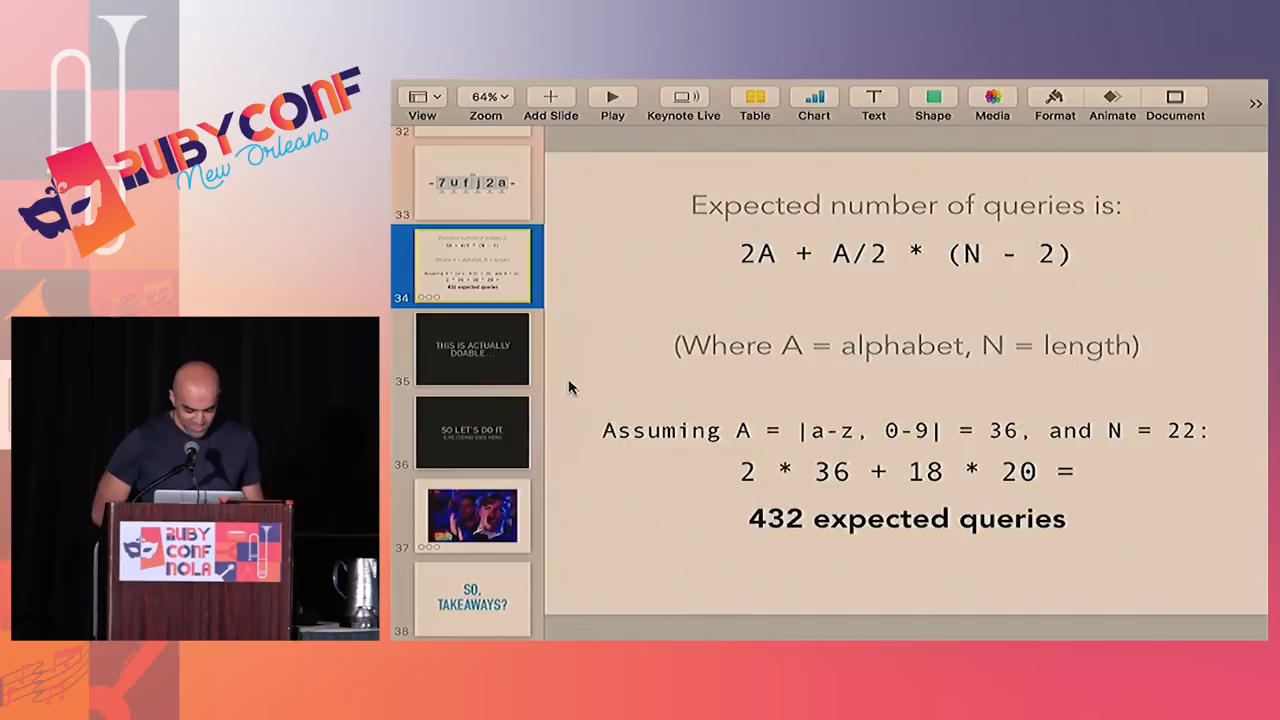 RUBYCONF
New Orleans
View
64%
Zoom
Add Slide
Play
Keynote Live
Table
Chart
Text
Shape
Media
Format
Animate
Document
32
-7ufj2a-
33
34
432 expected queries
THIS IS ACTUALLY
DOABLE...
35
SO LET'S DO IT.
36
37
SO,
TAKEAWAYS?
38
Expected number of queries is:
2A + A/2 * (N - 2)
(Where A = alphabet, N = length)
Assuming A = |a-z, 0-9| = 36, and N = 22:
2 * 36 + 18 * 20 =
432 expected queries
RUBY
CONF
NOLA